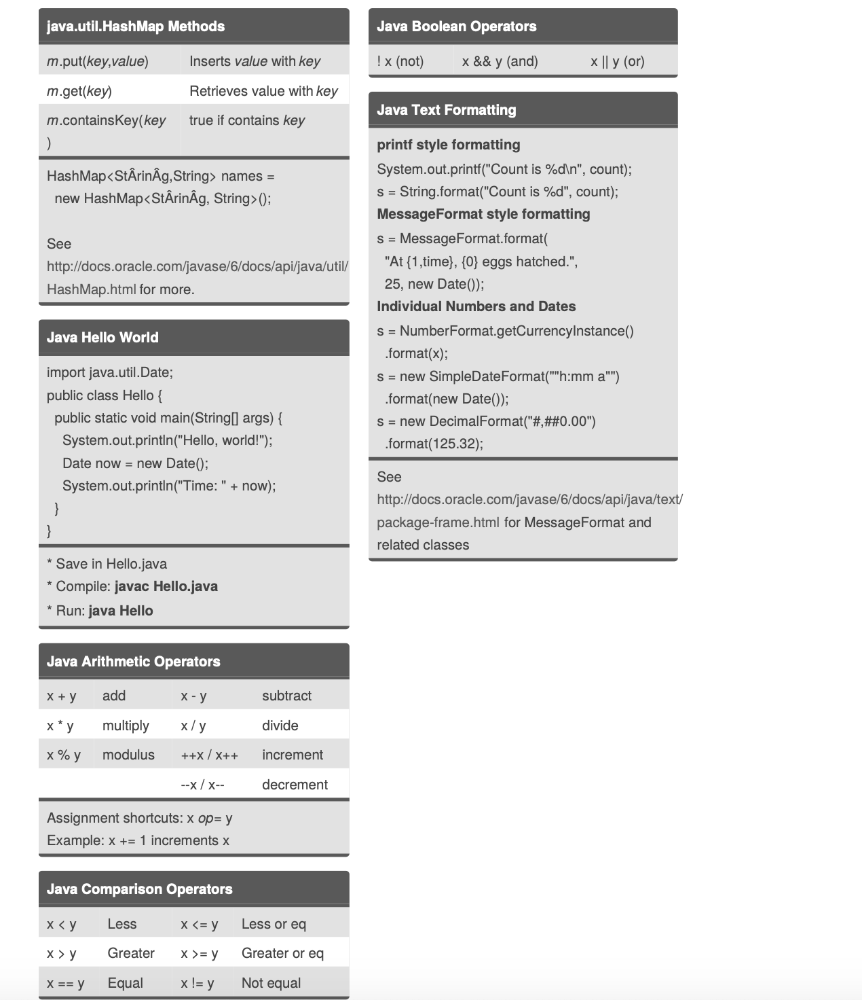 java.util.HashMap Methods
m.put(key,value) Inserts value with key
m.get(key) Retrieves value with key
m.containsKey(key true if contains key
)
HashMap<StÂrinÂg,String> names =
new HashMap<StÂrinÂg, String>();
See
http://docs.oracle.com/javase/6/docs/api/java/util/
HashMap.html for more.
Java Hello World
import java.util.Date;
public class Hello {
public static void main(String[] args) {
System.out.println("Hello, world!");
Date now = new Date();
System.out.println("Time: " + now);
}
}
* Save in Hello.java
* Compile: javac Hello.java
* Run: java Hello
Java Arithmetic Operators
x + y add x - y subtract
x * y multiply x / y divide
x % y modulus ++x / x++ increment
--x / x-- decrement
Assignment shortcuts: x op= y
Example: x += 1 increments x
Java Comparison Operators
x < y Less x <= y Less or eq
x > y Greater x >= y Greater or eq
x == y Equal x != y Not equal
Java Boolean Operators
! x (not) x && y (and) x || y (or)
Java Text Formatting
printf style formatting
System.out.printf("Count is %d\n", count);
s = String.format("Count is %d", count);
MessageFormat style formatting
s = MessageFormat.format(
"At {1,time}, {0} eggs hatched.",
25, new Date());
Individual Numbers and Dates
s = NumberFormat.getCurrencyInstance()
.format(x);
s = new SimpleDateFormat(""h:mm a"")
.format(new Date());
s = new DecimalFormat("#,##0.00")
.format(125.32);
See
http://docs.oracle.com/javase/6/docs/api/java/text/
package-frame.html for MessageFormat and
related classes